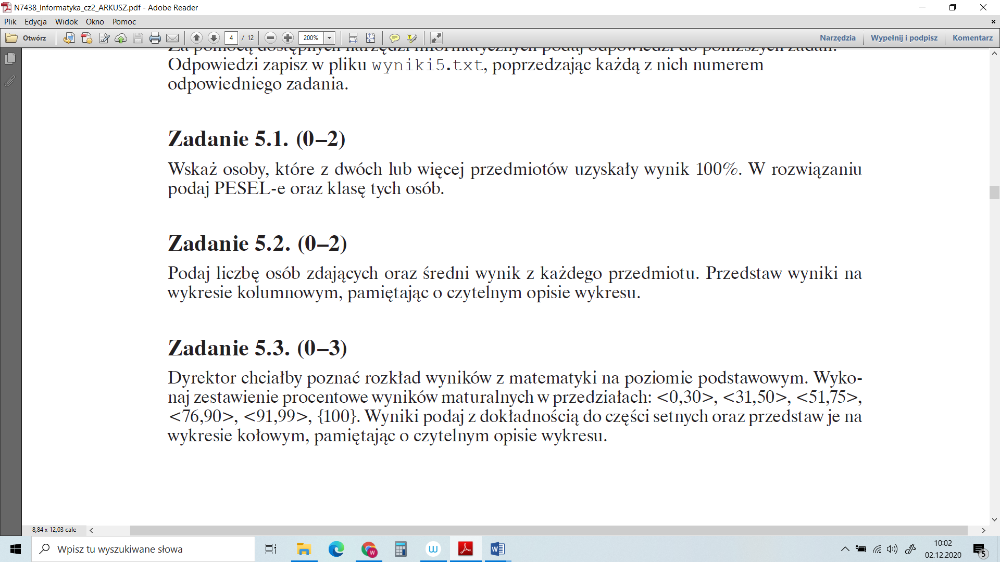 N7438_Informatyka_cz2_ARKUSZ.pdf - Adobe Reader
Plik Edycja Widok Okno Pomoc
Otwórz 4 / 12 200% Narzędzia Wypełnij i podpisz Komentarz
Za pomocą dostępnych narzędzi informatycznych podaj odpowiedzi do poniższych zadań.
Odpowiedzi zapisz w pliku wyniki5.txt, poprzedzając każdą z nich numerem
odpowiedniego zadania.
Zadanie 5.1. (0–2)
Wskaż osoby, które z dwóch lub więcej przedmiotów uzyskały wynik 100%. W rozwiązaniu
podaj PESEL-e oraz klasę tych osób.
Zadanie 5.2. (0–2)
Podaj liczbę osób zdających oraz średni wynik z każdego przedmiotu. Przedstaw wyniki na
wykresie kolumnowym, pamiętając o czytelnym opisie wykresu.
Zadanie 5.3. (0–3)
Dyrektor chciałby poznać rozkład wyników z matematyki na poziomie podstawowym. Wyko-
naj zestawienie procentowe wyników maturalnych w przedziałach: <0,30>, <31,50>, <51,75>,
<76,90>, <91,99>, {100}. Wyniki podaj z dokładnością do części setnych oraz przedstaw je na
wykresie kołowym, pamiętając o czytelnym opisie wykresu.
8,84 x 12,03 cale
Wpisz tu wyszukiwane słowa
10:02
02.12.2020
5